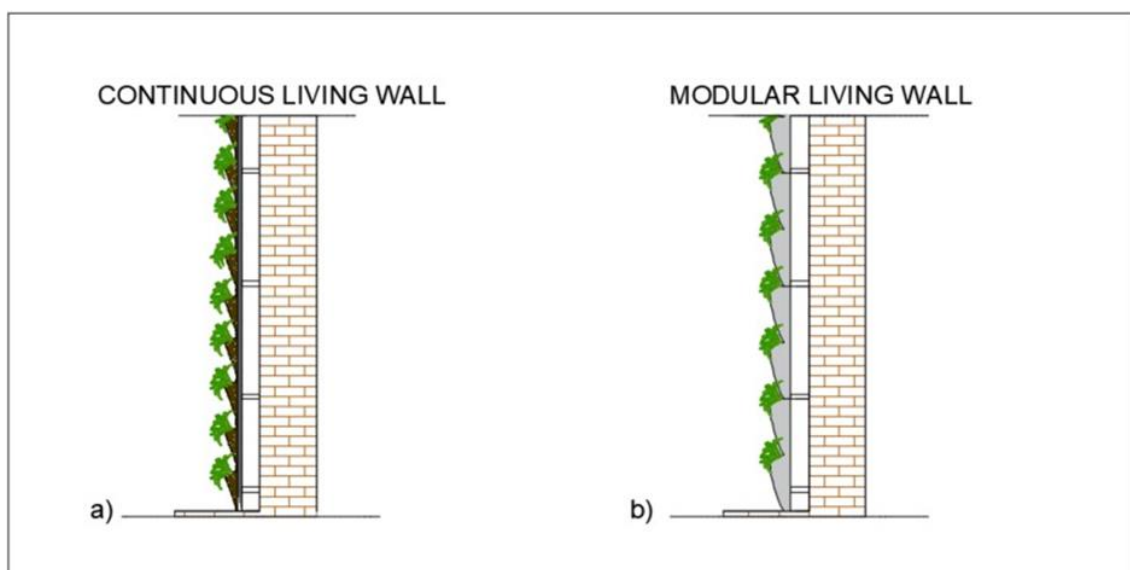 CONTINUOUS LIVING WALL
MODULAR LIVING WALL
a)
b)